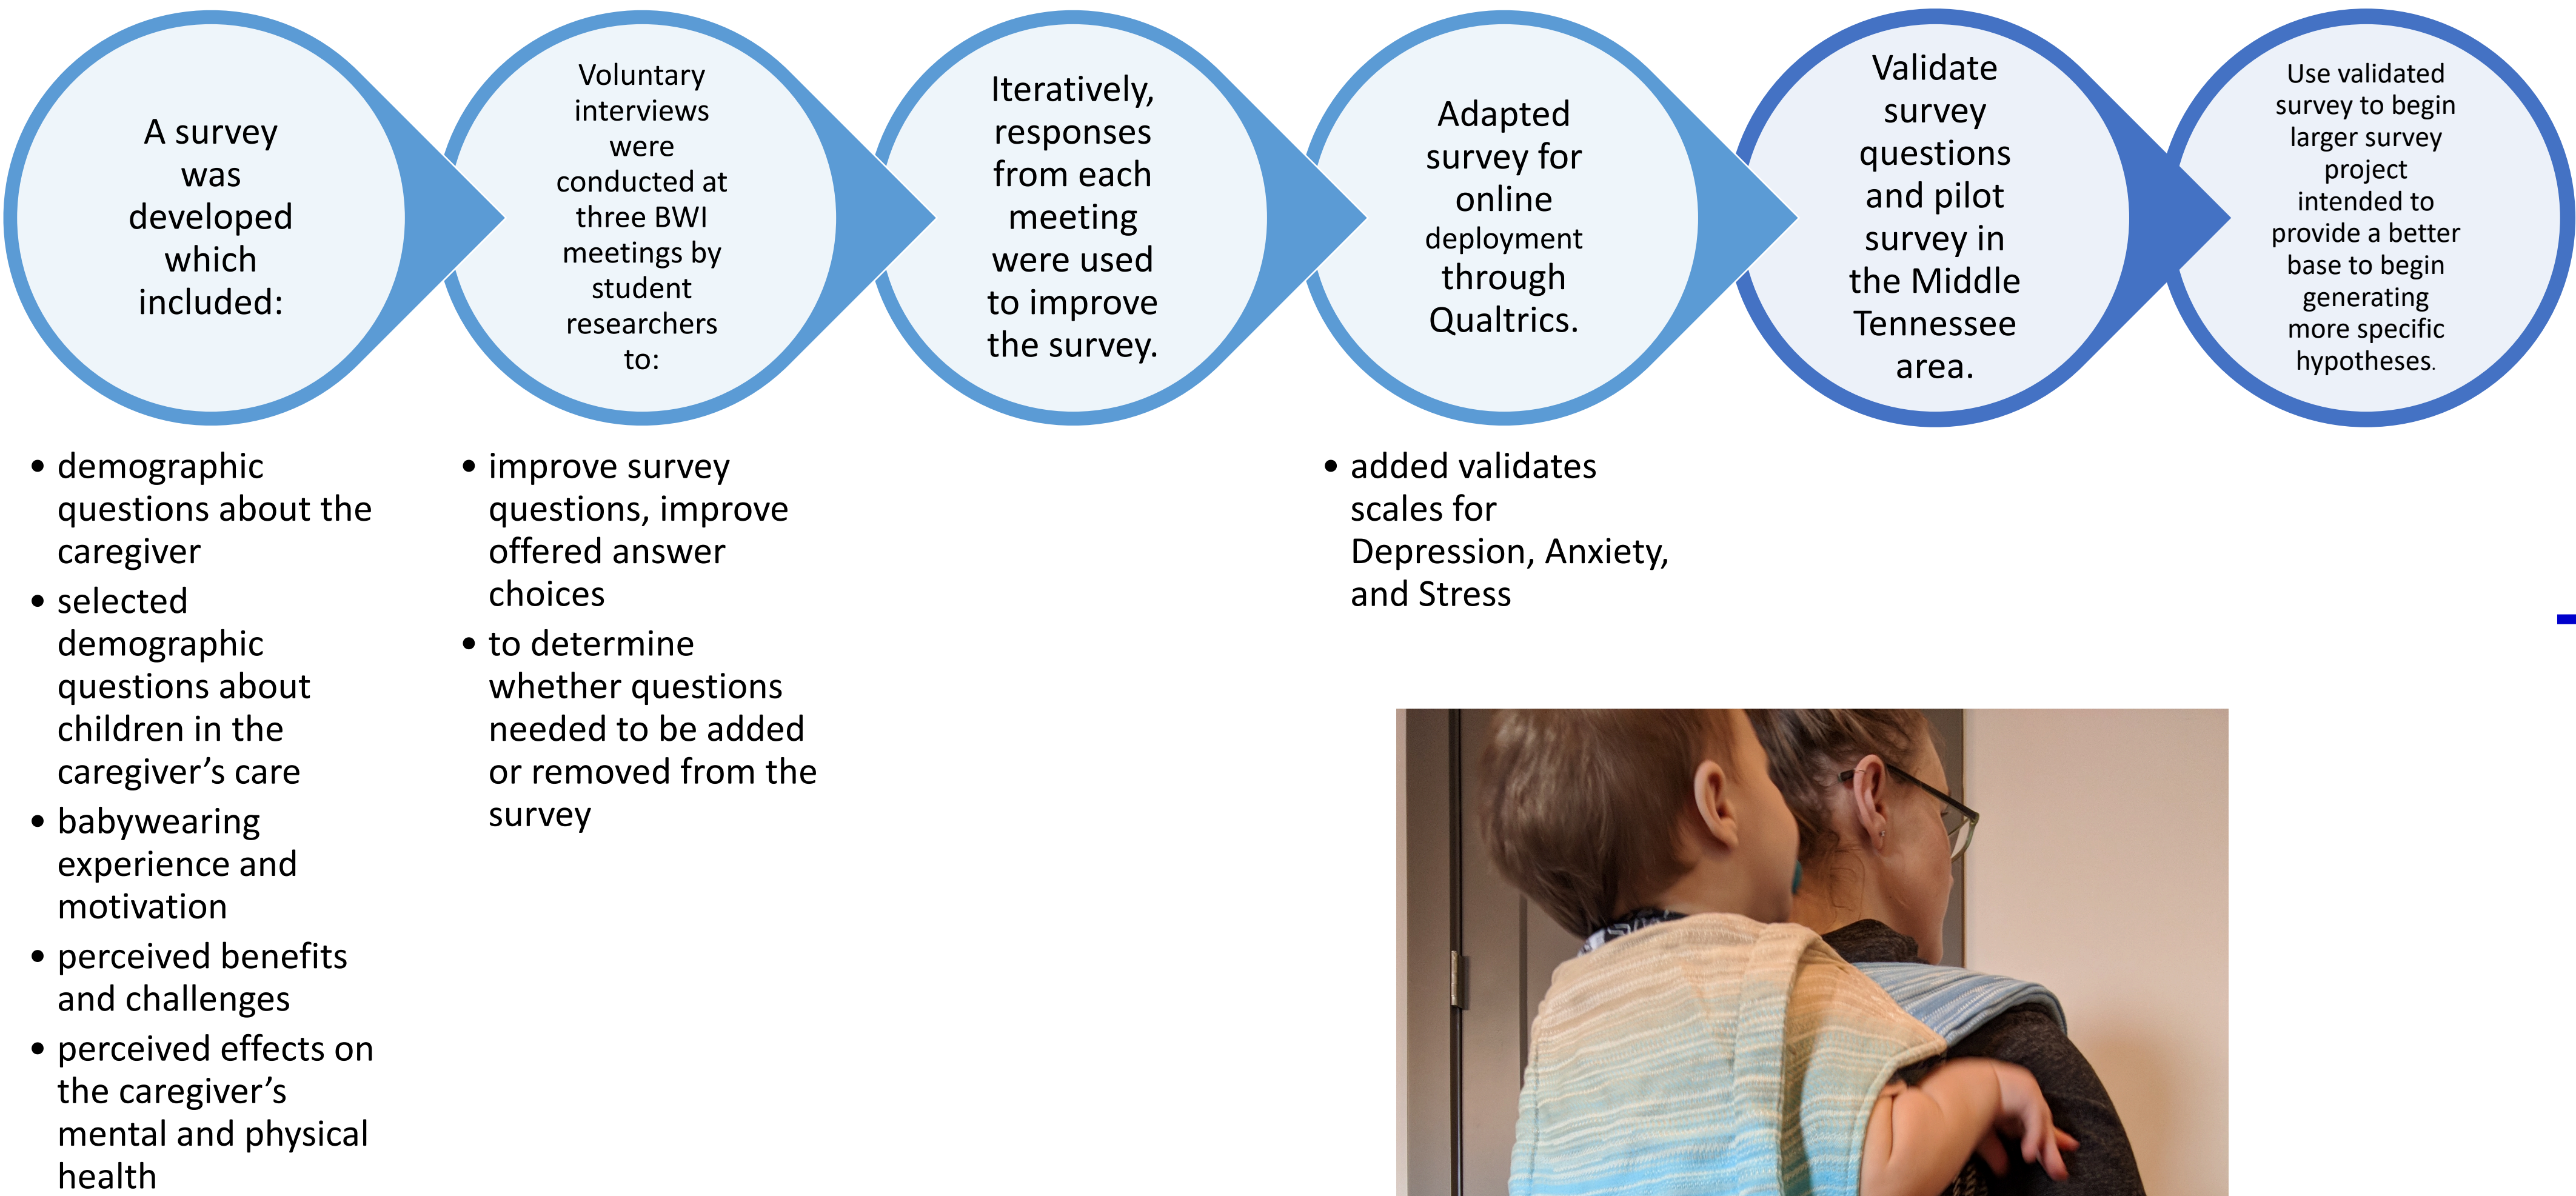 A survey
was
developed
which
included:
• demographic
questions about the
caregiver
• selected
demographic
questions about
children in the
caregiver’s care
• babywearing
experience and
motivation
• perceived benefits
and challenges
• perceived effects on
the caregiver’s
mental and physical
health
Voluntary
interviews
were
conducted at
three BWI
meetings by
student
researchers
to:
• improve survey
questions, improve
offered answer
choices
• to determine
whether questions
needed to be added
or removed from the
survey
Iteratively,
responses
from each
meeting
were used
to improve
the survey.
Adapted
survey for
online
deployment
through
Qualtrics.
• added validates
scales for
Depression, Anxiety,
and Stress
Validate
survey
questions
and pilot
survey in
the Middle
Tennessee
area.
Use validated
survey to begin
larger survey
project
intended to
provide a better
base to begin
generating
more specific
hypotheses.